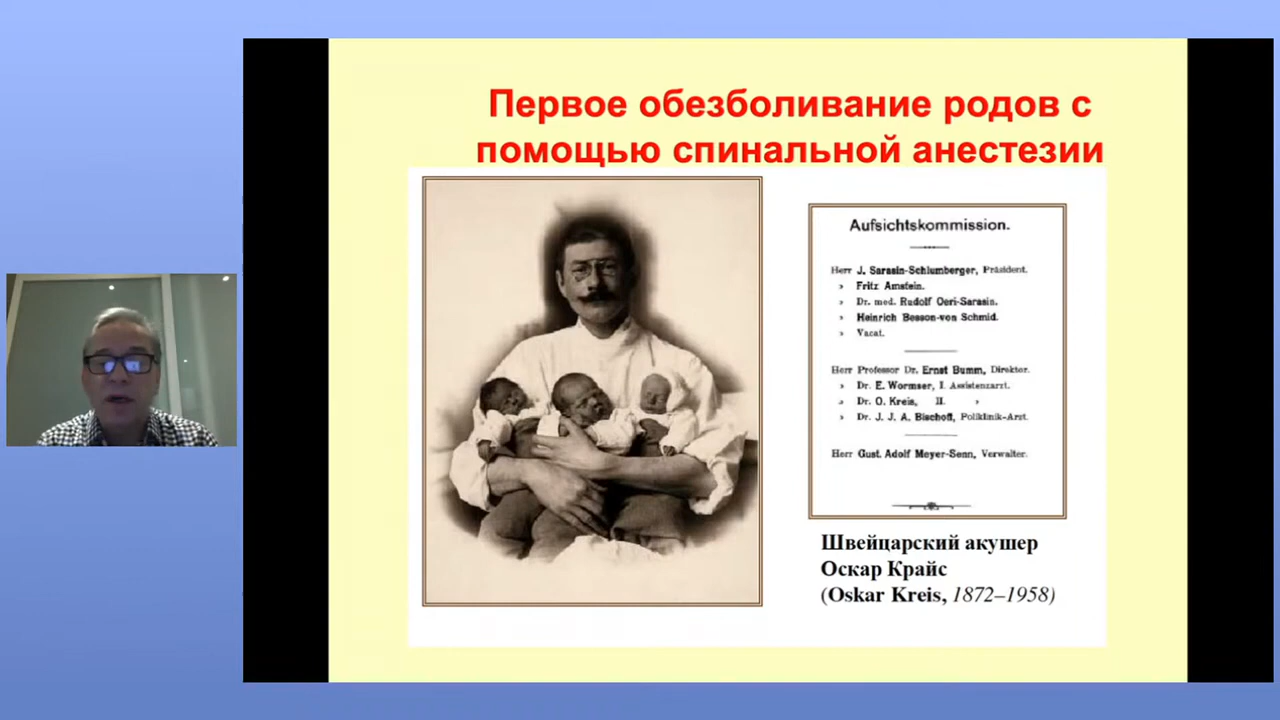 Первое обезболивание родов с
помощью спинальной анестезии
Aufsichtskommission.
Herr J. Sarasin-Schlumberger, Präsident.
» Fritz Amstein.
» Dr. med. Rudolf Oeri-Sarasin.
» Heinrich Besson-von Schmid.
» Vacat.
Herr Professor Dr. Ernst Bumm, Direktor.
» Dr. E. Wormser, I. Assistenzarzt.
» Dr. O. Kreis, II. »
» Dr. J. J. A. Bischoff, Poliklinik-Arzt.
Herr Gust. Adolf Meyer-Senn, Verwalter.
Швейцарский акушер
Оскар Крайс
(Oskar Kreis, 1872–1958)